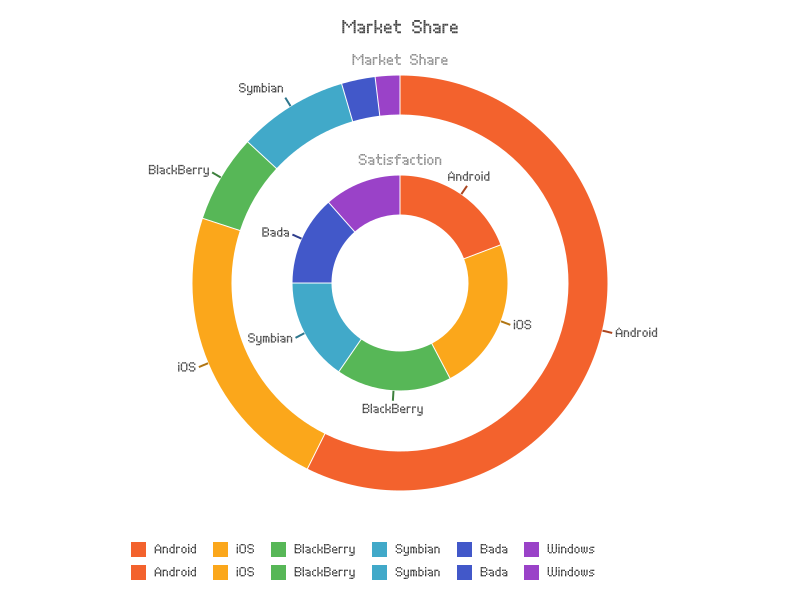 Market Share
Market Share
Symbian
Satisfaction
BlackBerry
Android
Bada
iOS
Android
Symbian
iOS
BlackBerry
Android iOS BlackBerry Symbian Bada Windows
Android iOS BlackBerry Symbian Bada Windows